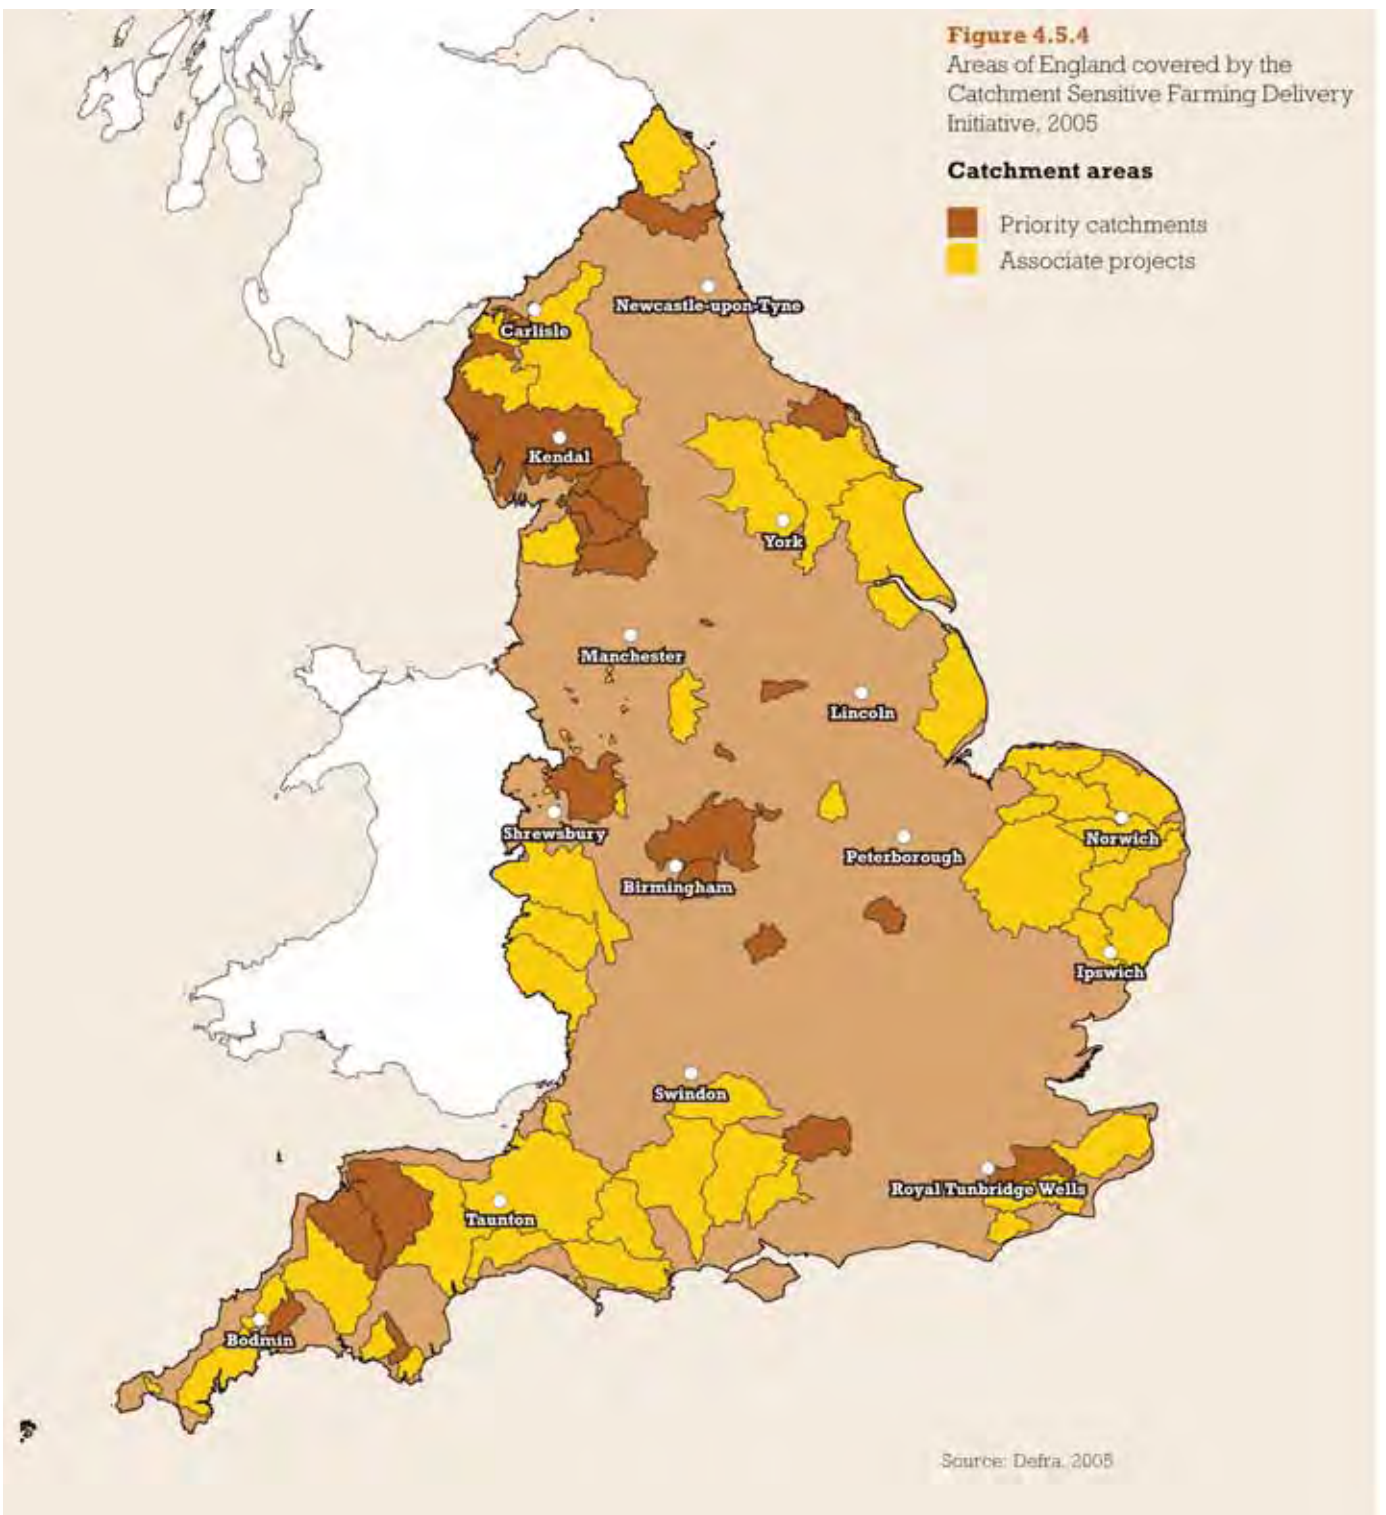 Figure 4.5.4
Areas of England covered by the
Catchment Sensitive Farming Delivery
Initiative, 2005
Catchment areas
Priority catchments
Associate projects
Newcastle-upon-Tyne
Carlisle
Kendal
York
Manchester
Lincoln
Shrewsbury
Norwich
Peterborough
Birmingham
Ipswich
Swindon
Royal Tunbridge Wells
Taunton
Bodmin
Source: Defra, 2005